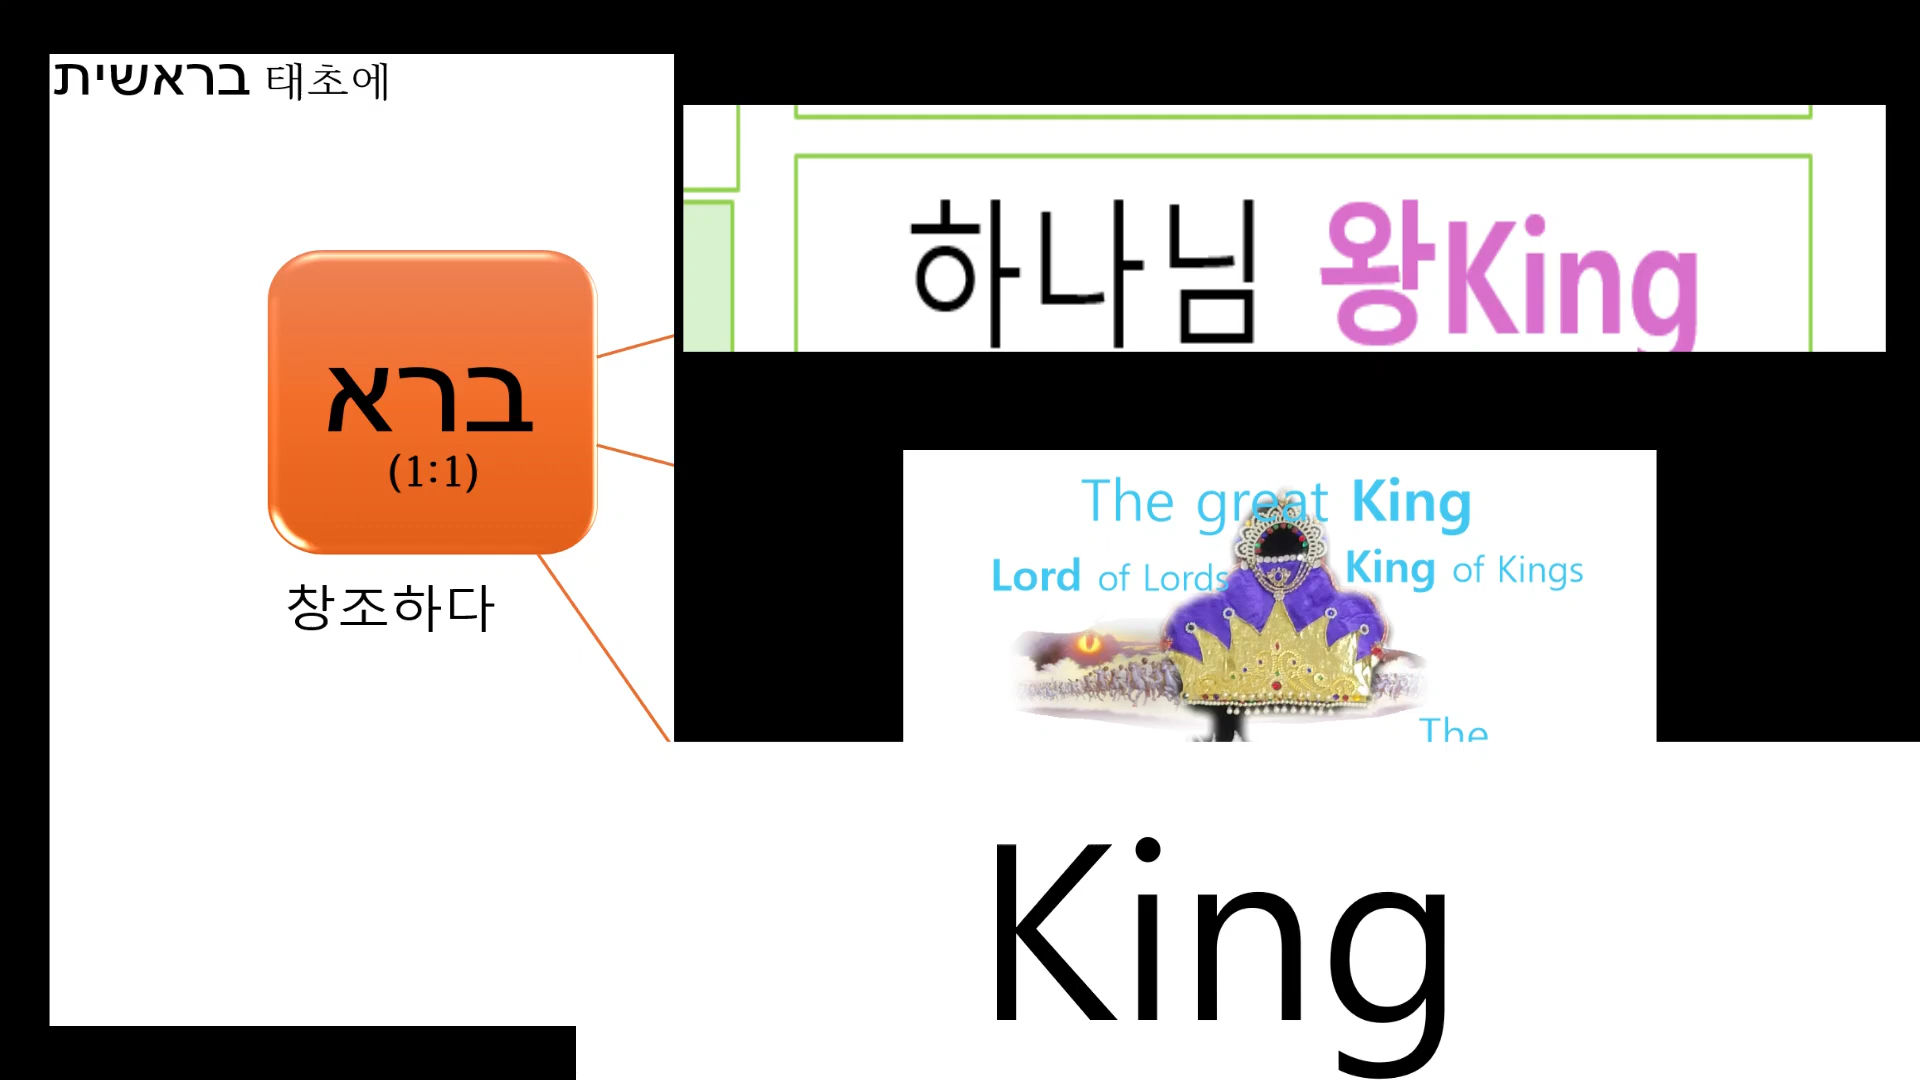 בראשית 태초에
ברא
(1:1)
창조하다
하나님 왕King
The great King
Lord of Lords
King of Kings
The
King